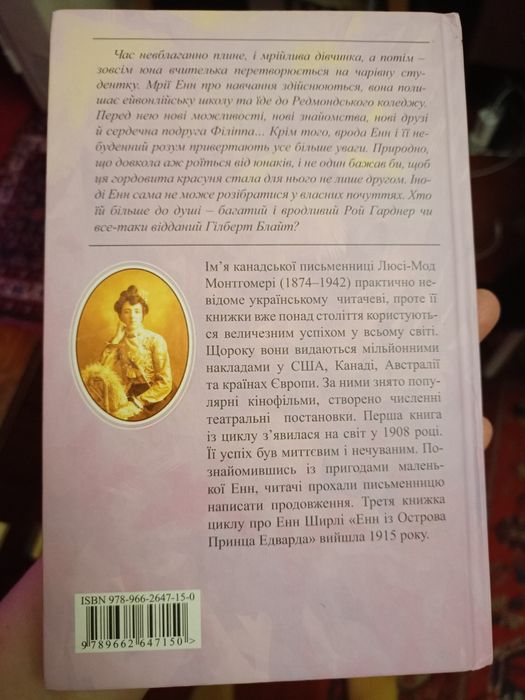 Час невблаганно плине, і мрійлива дівчинка, а потім –
зовсім юна вчителька перетворюється на чарівну сту-
дентку. Мрії Енн про навчання здійснюються, вона поли-
шає ейвонлійську школу та їде до Редмондського коледжу.
Перед нею нові можливості, нові знайомства, нові друзі
й сердечна подруга Філіппа... Крім того, врода Енн і її не-
буденний розум привертають усе більше уваги. Природно,
що довкола аж роїться від юнаків, і не один бажав би, щоб
ця гордовита красуня стала для нього не лише другом. Іно-
ді Енн сама не може розібратися у власних почуттях. Хто
їй більше до душі – багатий і вродливий Рой Гарднер чи
все-таки відданий Гілберт Блайт?
Ім’я канадської письменниці Люсі-Мод
Монтгомері (1874–1942) практично не-
відоме українському читачеві, проте її
книжки вже понад століття користують-
ся величезним успіхом у всьому світі.
Щороку вони видаються мільйонними
накладами у США, Канаді, Австралії
та країнах Європи. За ними знято попу-
лярні кінофільми, створено численні
театральні постановки. Перша книга
із циклу з’явилася на світ у 1908 році.
Її успіх був миттєвим і нечуваним. По-
знайомившись із пригодами малень-
кої Енн, читачі прохали письменницю
написати продовження. Третя книжка
циклу про Енн Ширлі «Енн із Острова
Принца Едварда» вийшла 1915 року.
ISBN 978-966-2647-15-0
9 789662 647150 >